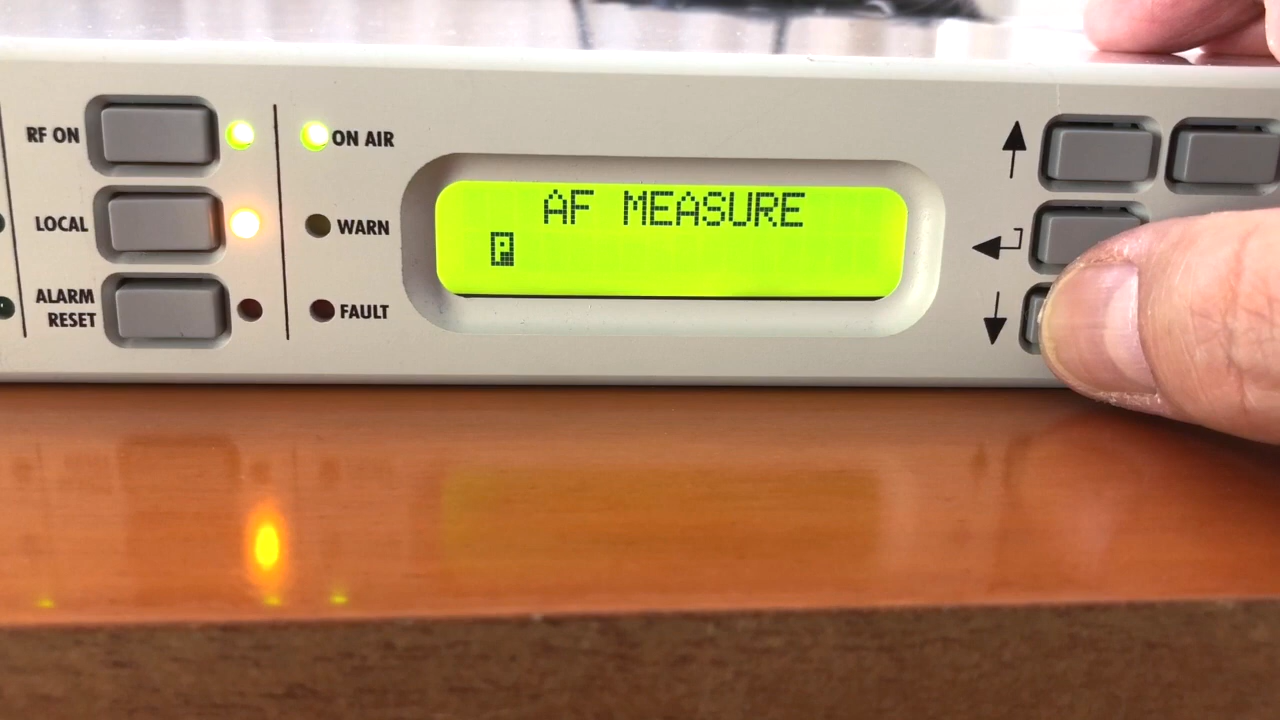 RF ON
LOCAL
ALARM
RESET
ON AIR
WARN
FAULT
AF MEASURE